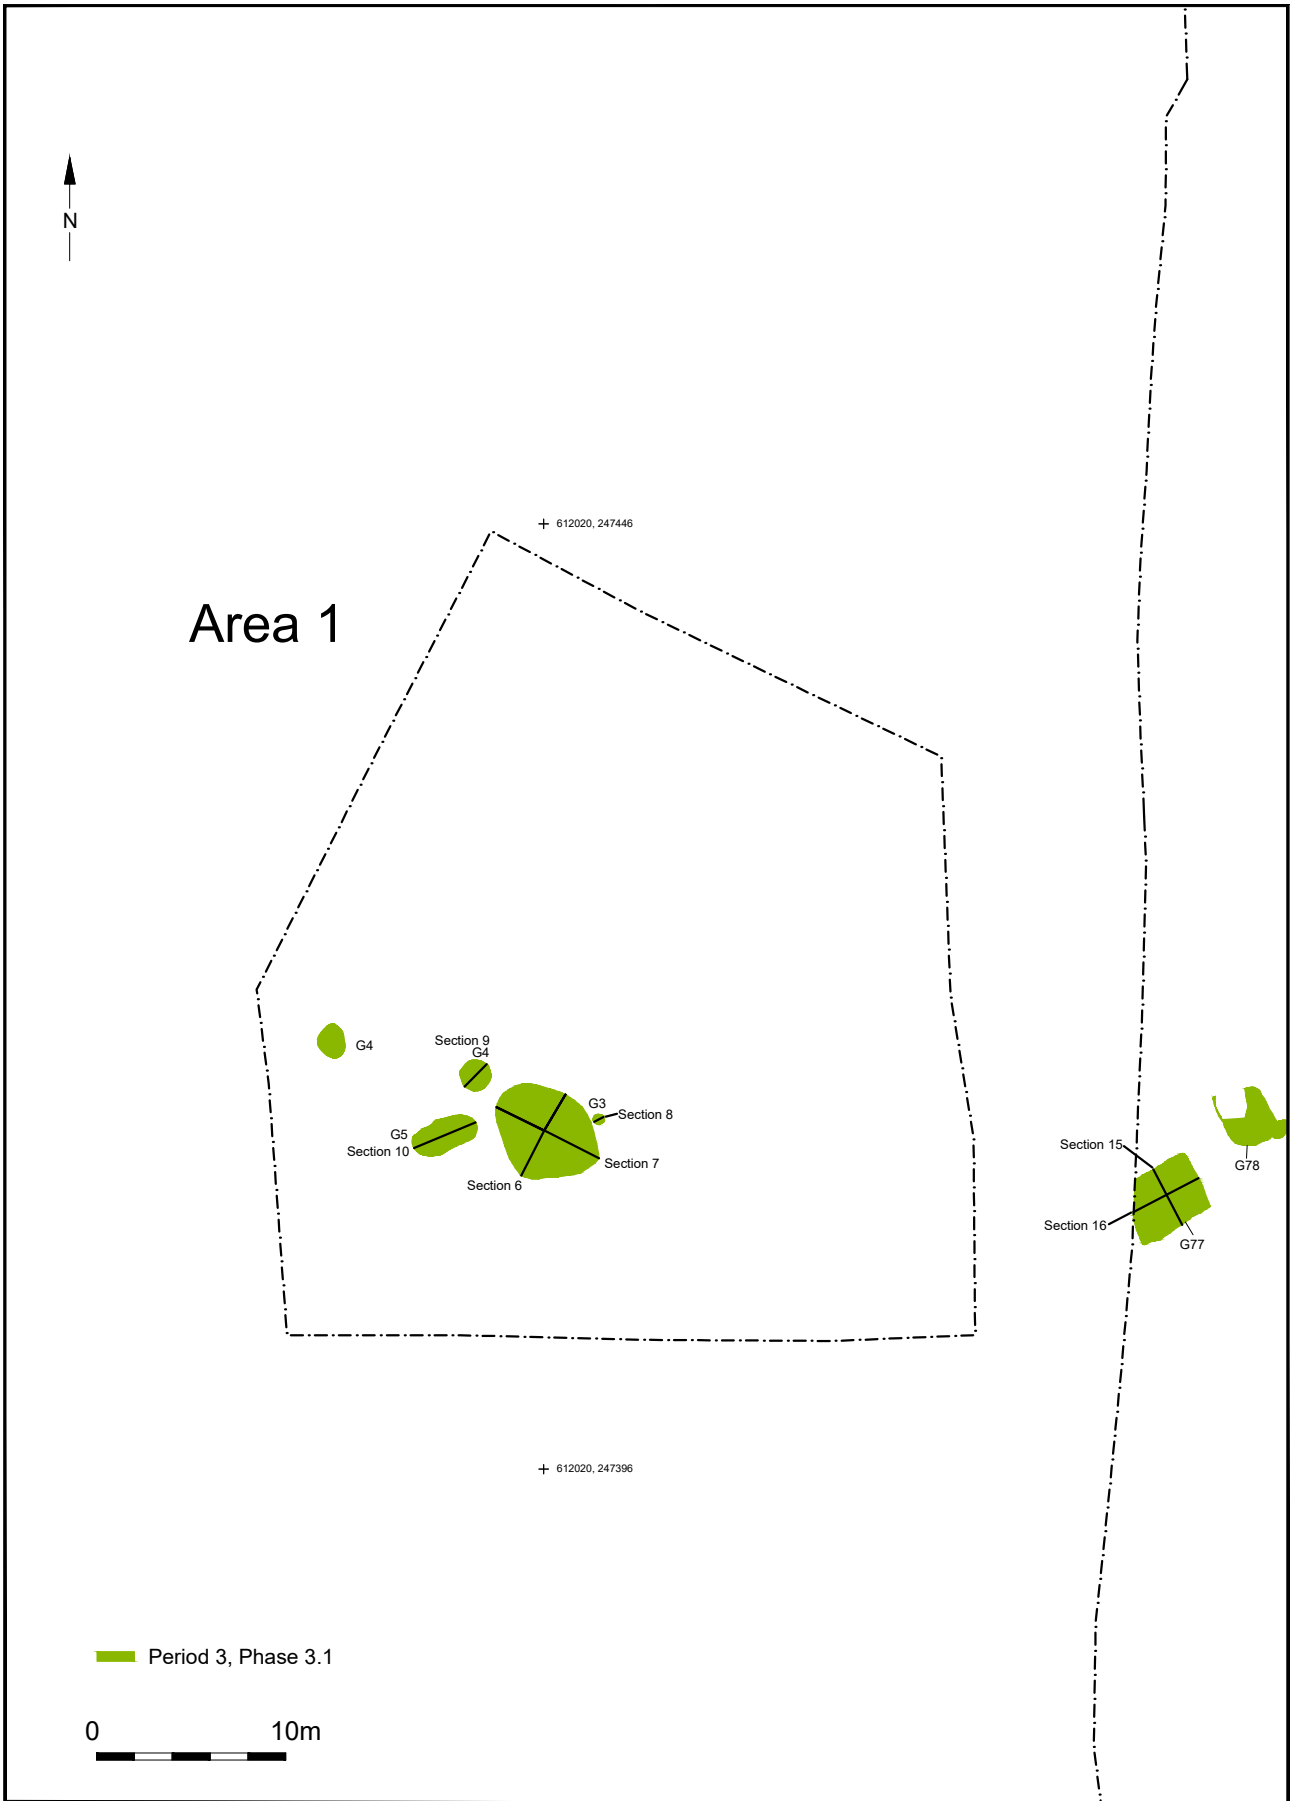 N
612020, 247446
Area 1
Section 9
G4
G4
G3
Section 8
G5
Section 10
Section 7
Section 6
Section 15
G78
Section 16
G77
612020, 247396
Period 3, Phase 3.1
0 10m